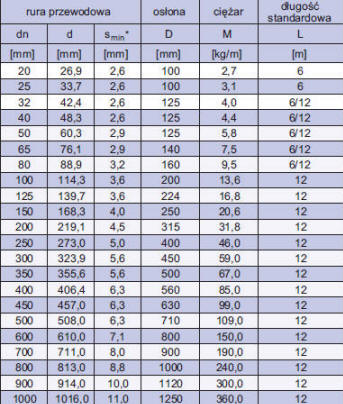 rura przewodowa osłona ciężar długość standardowa
dn d s min* D M L
[mm] [mm] [mm] [mm] [kg/m] [m]
20 26,9 2,6 100 2,7 6
25 33,7 2,6 100 3,1 6
32 42,4 2,6 125 4,0 6/12
40 48,3 2,6 125 4,4 6/12
50 60,3 2,9 125 5,8 6/12
65 76,1 2,9 140 7,5 6/12
80 88,9 3,2 160 9,5 6/12
100 114,3 3,6 200 13,6 12
125 139,7 3,6 224 16,8 12
150 168,3 4,0 250 20,6 12
200 219,1 4,5 315 31,8 12
250 273,0 5,0 400 46,0 12
300 323,9 5,6 450 59,0 12
350 355,6 5,6 500 67,0 12
400 406,4 6,3 560 85,0 12
450 457,0 6,3 630 99,0 12
500 508,0 6,3 710 109,0 12
600 610,0 7,1 800 150,0 12
700 711,0 8,0 900 190,0 12
800 813,0 8,8 1000 240,0 12
900 914,0 10,0 1120 300,0 12
1000 1016,0 11,0 1250 360,0 12